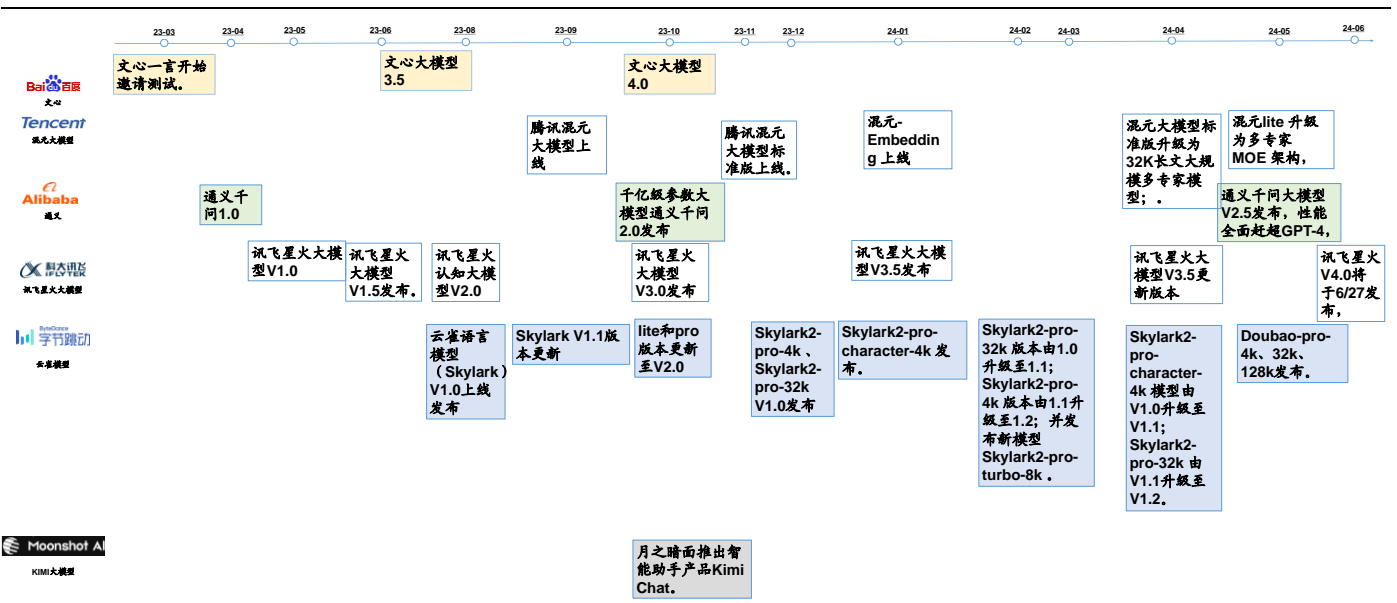 23-03 23-04 23-05 23-06 23-08 23-09 23-10 23-11 23-12 24-01 24-02 24-03 24-04 24-05 24-06
Bai du 百度
文心
文心一言开始
邀请测试。
文心大模型
3.5
文心大模型
4.0
Tencent
混元大模型
腾讯混元
大模型上
线
腾讯混元
大模型标
准版上线。
混元-
Embeddin
g 上线
混元大模型标
准版升级为
32K长文大规
模多专家模
型；。
混元lite 升级
为多专家
MOE 架构，
Alibaba
通义
通义千
问1.0
千亿级参数大
模型通义千问
2.0发布
通义千问大模型
V2.5发布，性能
全面赶超GPT-4，
科大讯飞
iFLYTEK
讯飞星火大模型
讯飞星火大模
型V1.0
讯飞星火
大模型
V1.5发布。
讯飞星火
认知大模
型V2.0
讯飞星火
大模型
V3.0发布
讯飞星火大模
型V3.5发布
讯飞星火大
模型V3.5更
新版本
讯飞星火
V4.0将
于6/27发
布，
ByteDance
字节跳动
云雀模型
云雀语言
模型
（Skylark）
V1.0上线
发布
Skylark V1.1版
本更新
lite和pro
版本更新
至V2.0
Skylark2-
pro-4k 、
Skylark2-
pro-32k
V1.0发布
Skylark2-pro-
character-4k 发
布。
Skylark2-pro-
32k 版本由1.0
升级至1.1；
Skylark2-pro-
4k 版本由1.1升
级至1.2；并发
布新模型
Skylark2-pro-
turbo-8k 。
Skylark2-
pro-
character-
4k 模型由
V1.0升级至
V1.1；
Skylark2-
pro-32k 由
V1.1升级至
V1.2。
Doubao-pro-
4k、32k、
128k发布。
Moonshot AI
KIMI大模型
月之暗面推出智
能助手产品Kimi
Chat。